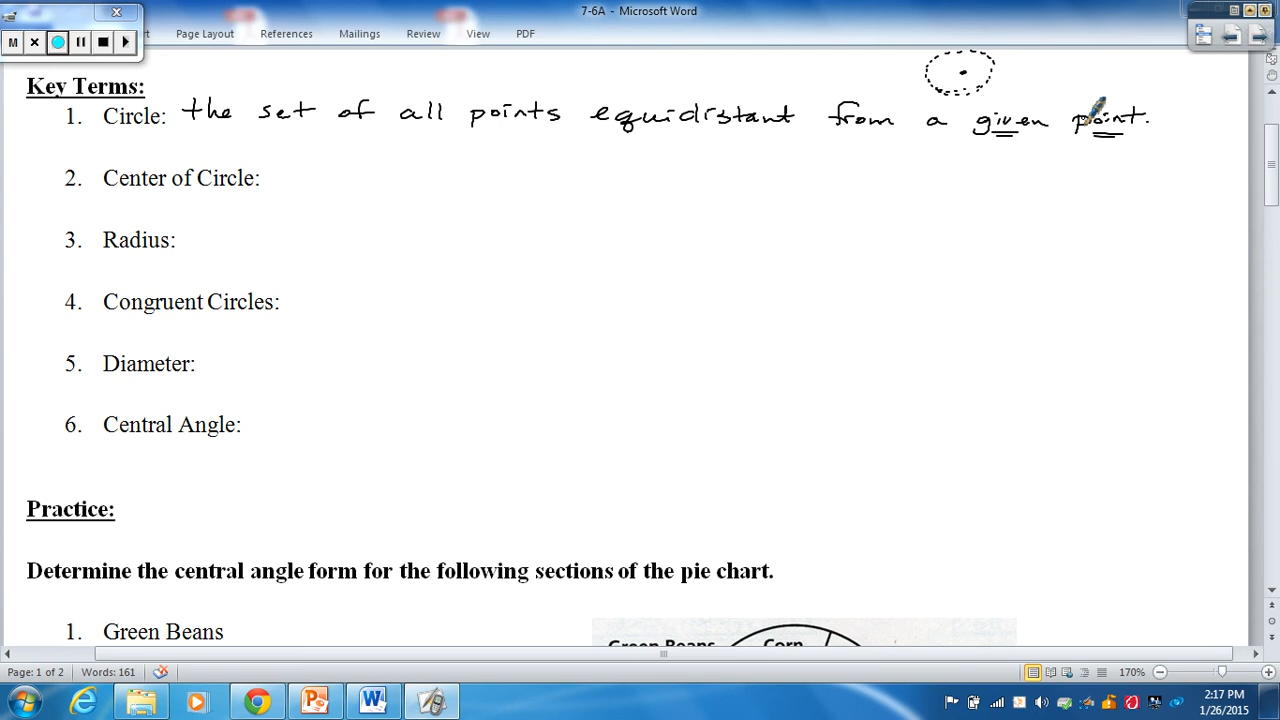 7-6A - Microsoft Word
Page Layout References Mailings Review View PDF
Key Terms:
1. Circle: the set of all points equidistant from a given point.
2. Center of Circle:
3. Radius:
4. Congruent Circles:
5. Diameter:
6. Central Angle:
Practice:
Determine the central angle form for the following sections of the pie chart.
1. Green Beans
Green Beans Corn
Page: 1 of 2 Words: 161 170%
2:17 PM
1/26/2015